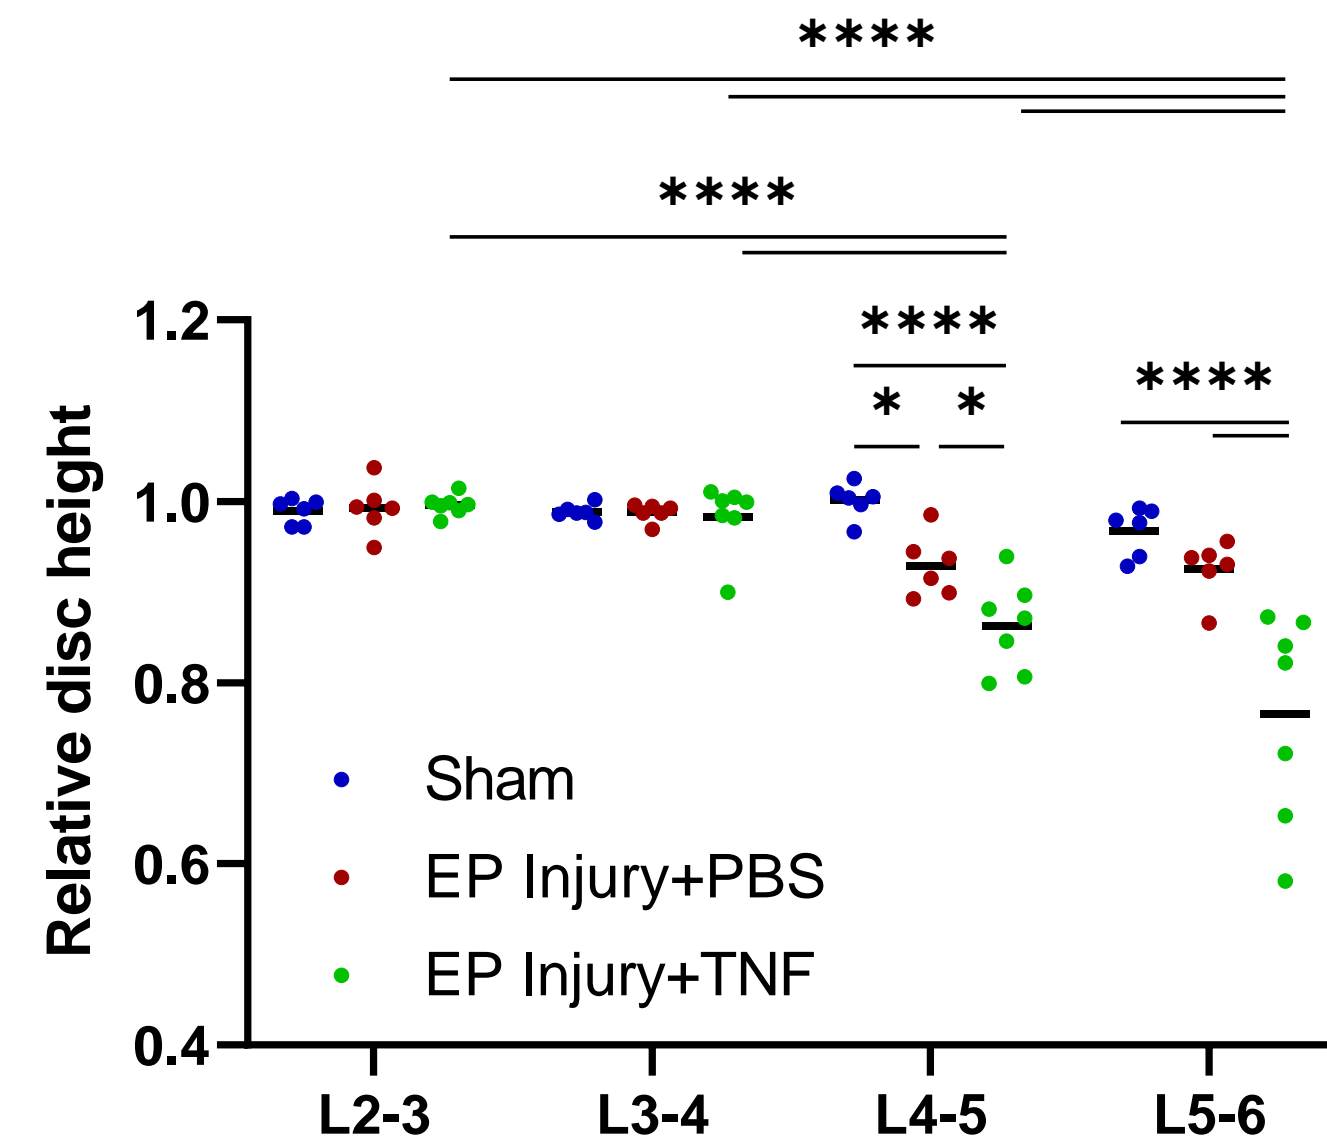 ****
****
1.2
****
****
* *
Relative disc height
1.0
0.8
Sham
0.6
EP Injury+PBS
EP Injury+TNF
0.4
L2-3 L3-4 L4-5 L5-6